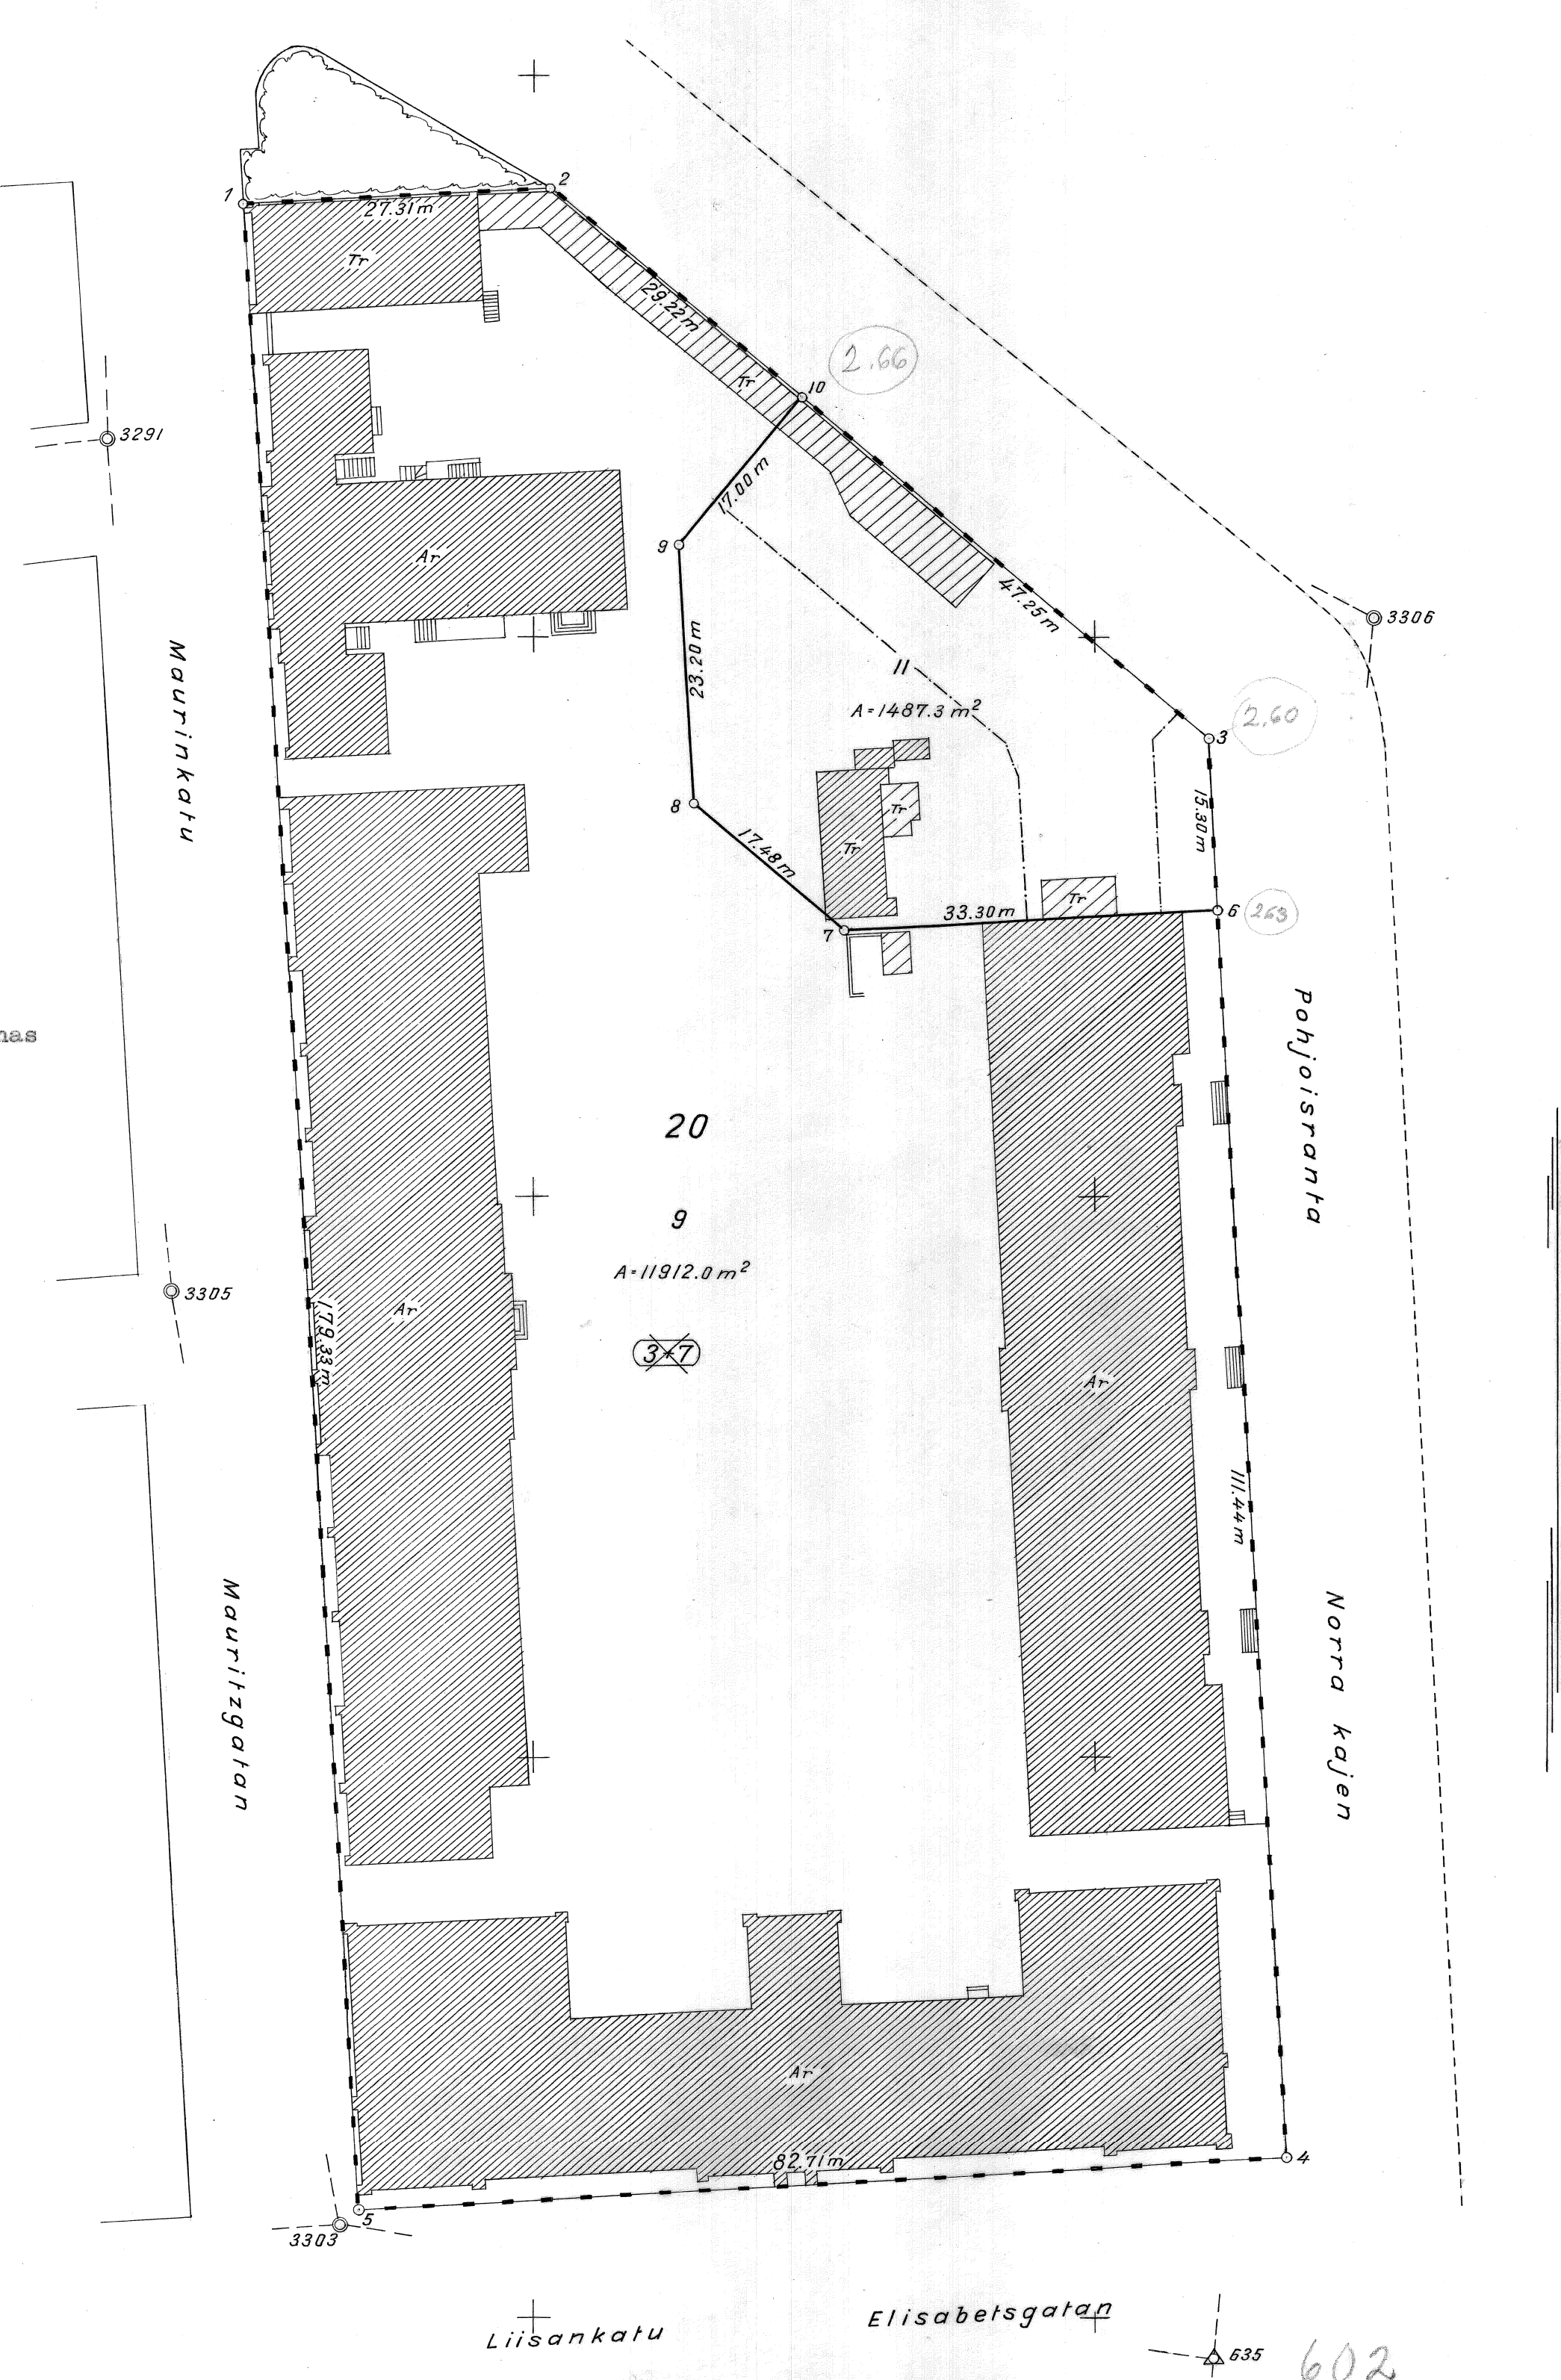 1
2
27.31m
Tr
29.22m
2.66
10
Kr
3291
17.00m
9
Ar
47.25m
3306
23.20m
11
A=1487.3 m²
2.60
3
Maurinkatu
8
Tr
15.30m
17.48m
Tr
Tr
33.30m
6
263
7
Pohjoisranta
nas
20
9
A=11912.0 m²
3305
Ar
3+7
179.33m
Ar
111.44m
Mauritzgatan
Norra kajen
Ar
82.71m
4
5
3303
Elisabetsgatan
Liisankatu
635
602